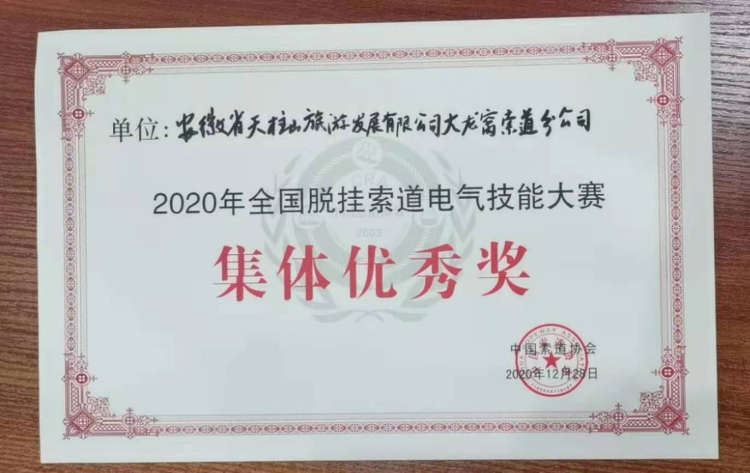 单位：安徽省天柱山旅游发展有限公司大龙窝索道分公司
CRA
2003
2020年全国脱挂索道电气技能大赛
集体优秀奖
中国索道协会
2020年12月28日